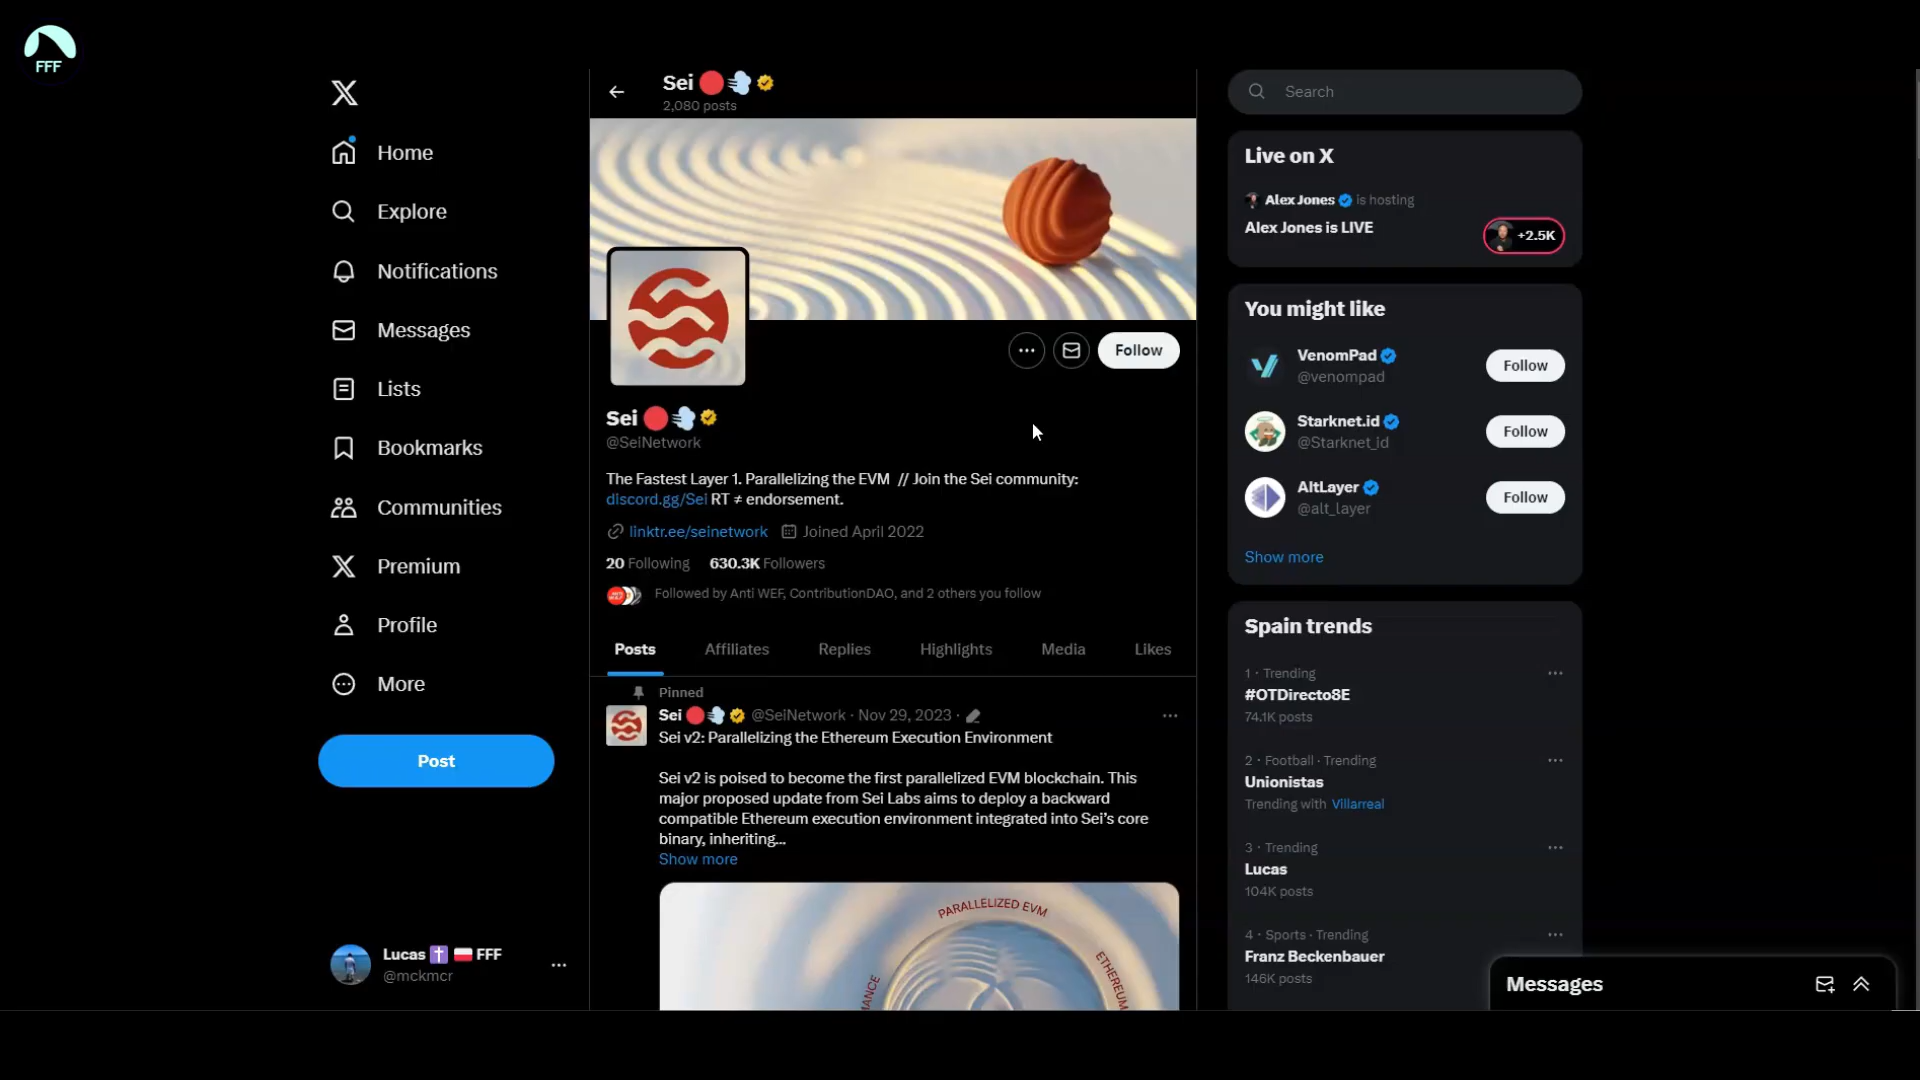 FFF
Home
Explore
Notifications
Messages
Lists
Bookmarks
Communities
Premium
Profile
More
Post
Lucas ✝️ 🇵🇱 FFF
@mckmcr
Sei 🔴💨
2,080 posts
Follow
Sei 🔴💨
@SeiNetwork
The Fastest Layer 1. Parallelizing the EVM // Join the Sei community:
discord.gg/Sei RT ≠ endorsement.
linktr.ee/seinetwork Joined April 2022
20 Following 630.3K Followers
Followed by Anti WEF, ContributionDAO, and 2 others you follow
Posts Affiliates Replies Highlights Media Likes
Pinned
Sei 🔴💨 @SeiNetwork · Nov 29, 2023 ·
Sei v2: Parallelizing the Ethereum Execution Environment
Sei v2 is poised to become the first parallelized EVM blockchain. This
major proposed update from Sei Labs aims to deploy a backward
compatible Ethereum execution environment integrated into Sei’s core
binary, inheriting...
Show more
PARALLELIZED EVM
ETHEREUM
MANCE
Search
Live on X
Alex Jones is hosting
Alex Jones is LIVE
+2.5K
You might like
VenomPad
@venompad
Follow
Starknet.id
@Starknet_id
Follow
AltLayer
@alt_layer
Follow
Show more
Spain trends
1 · Trending
#OTDirecto8E
74.1K posts
2 · Football · Trending
Unionistas
Trending with Villarreal
3 · Trending
Lucas
104K posts
4 · Sports · Trending
Franz Beckenbauer
146K posts
Messages